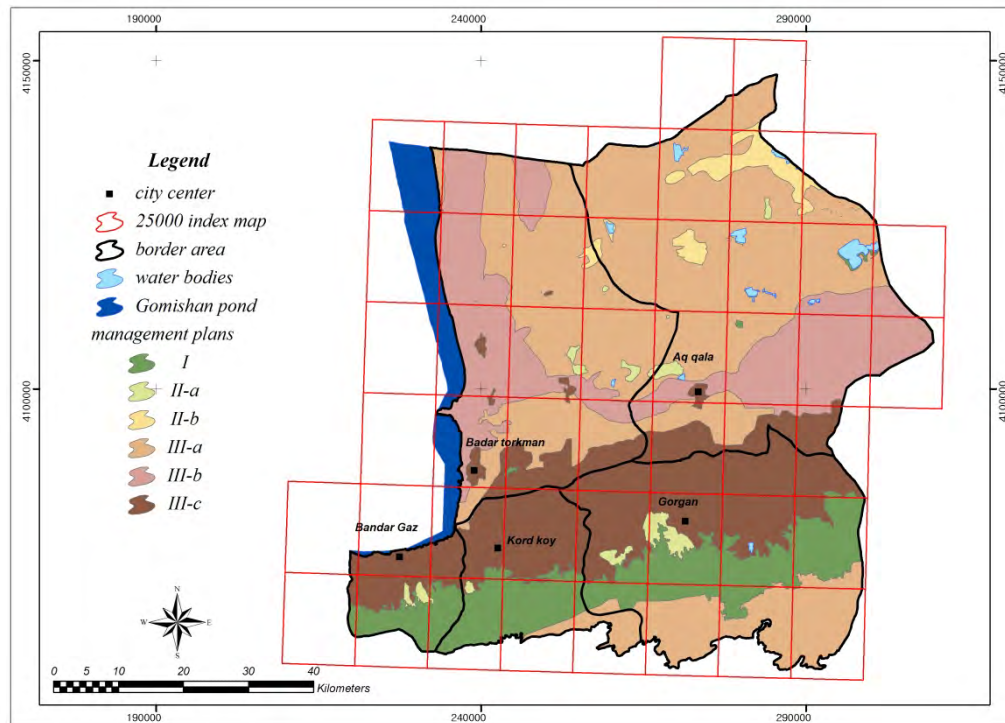 190000 240000 290000
4150000 4150000
Legend
city center
25000 index map
border area
water bodies
Gomishan pond
management plans
I
II-a
II-b
III-a
III-b
III-c
Aq qala
4100000 4100000
Badar torkman
Gorgan
Bandar Gaz
Kord koy
N
W E
S
0 5 10 20 30 40
Kilometers
190000 240000 290000